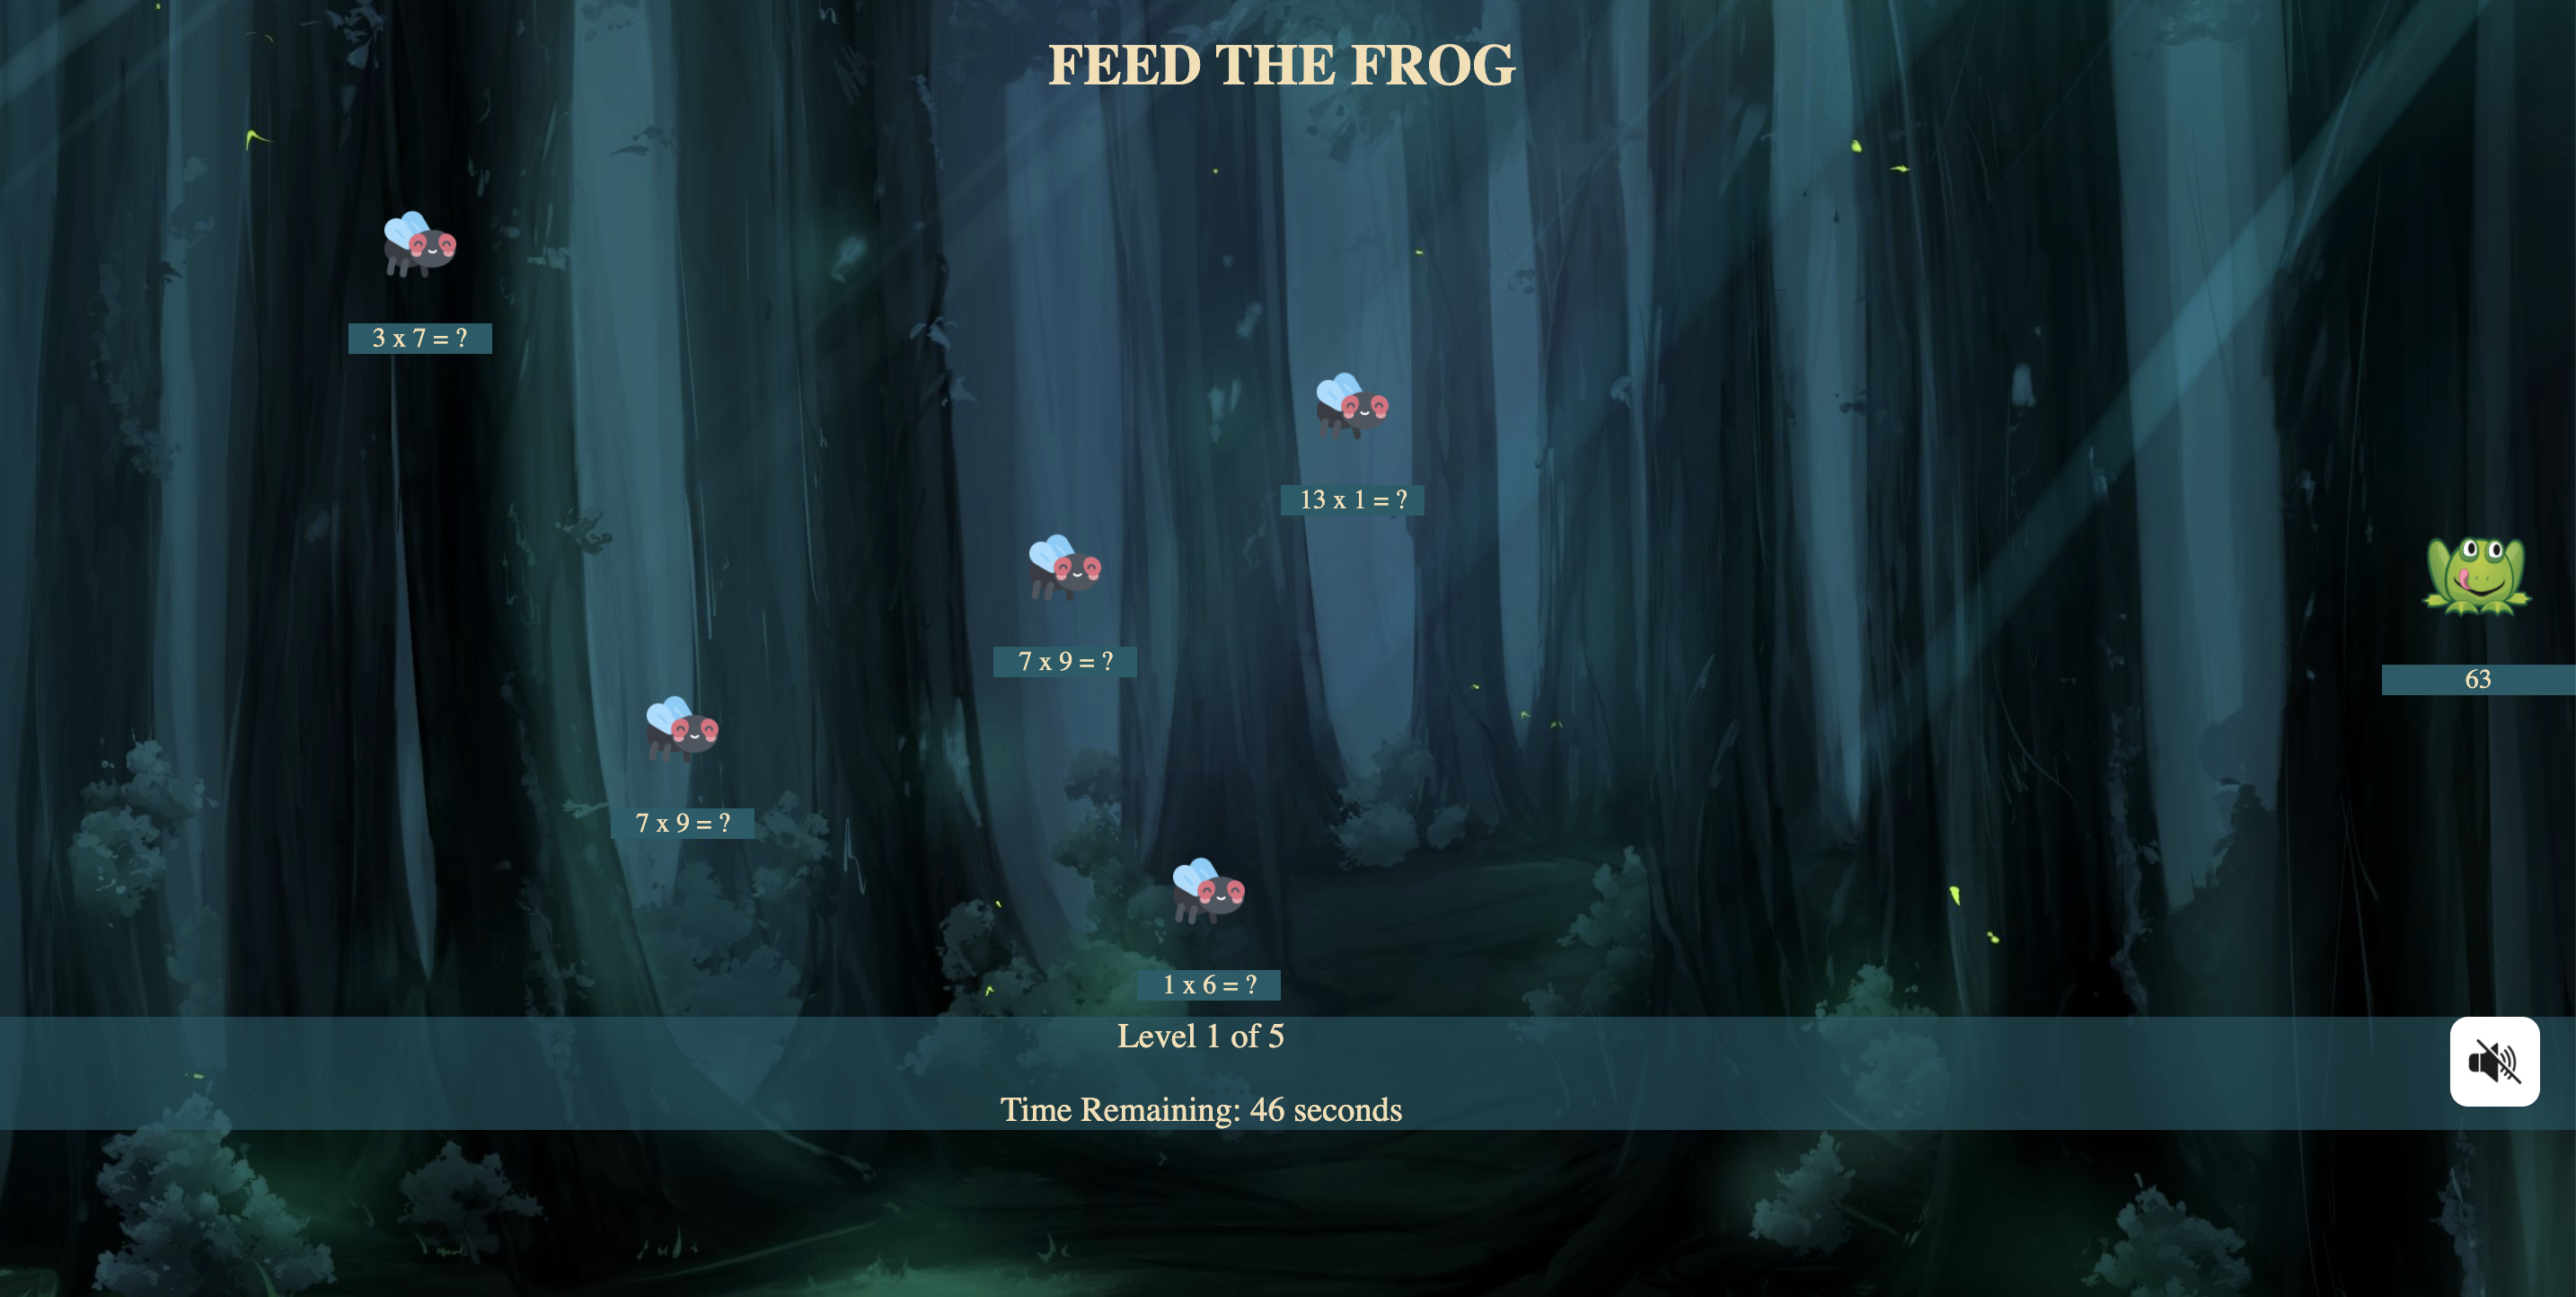 FEED THE FROG
3 x 7 = ?
13 x 1 = ?
7 x 9 = ?
63
7 x 9 = ?
1 x 6 = ?
Level 1 of 5
Time Remaining: 46 seconds